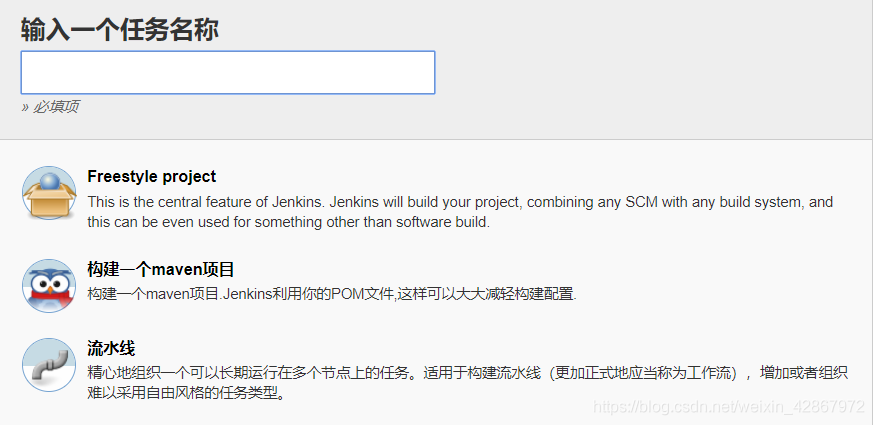 输入一个任务名称
» 必填项
Freestyle project
This is the central feature of Jenkins. Jenkins will build your project, combining any SCM with any build system, and
this can be even used for something other than software build.
构建一个maven项目
构建一个maven项目.Jenkins利用你的POM文件,这样可以大大减轻构建配置.
流水线
精心地组织一个可以长期运行在多个节点上的任务。适用于构建流水线（更加正式地应当称为工作流），增加或者组织
难以采用自由风格的任务类型。
https://blog.csdn.net/weixin_42867972